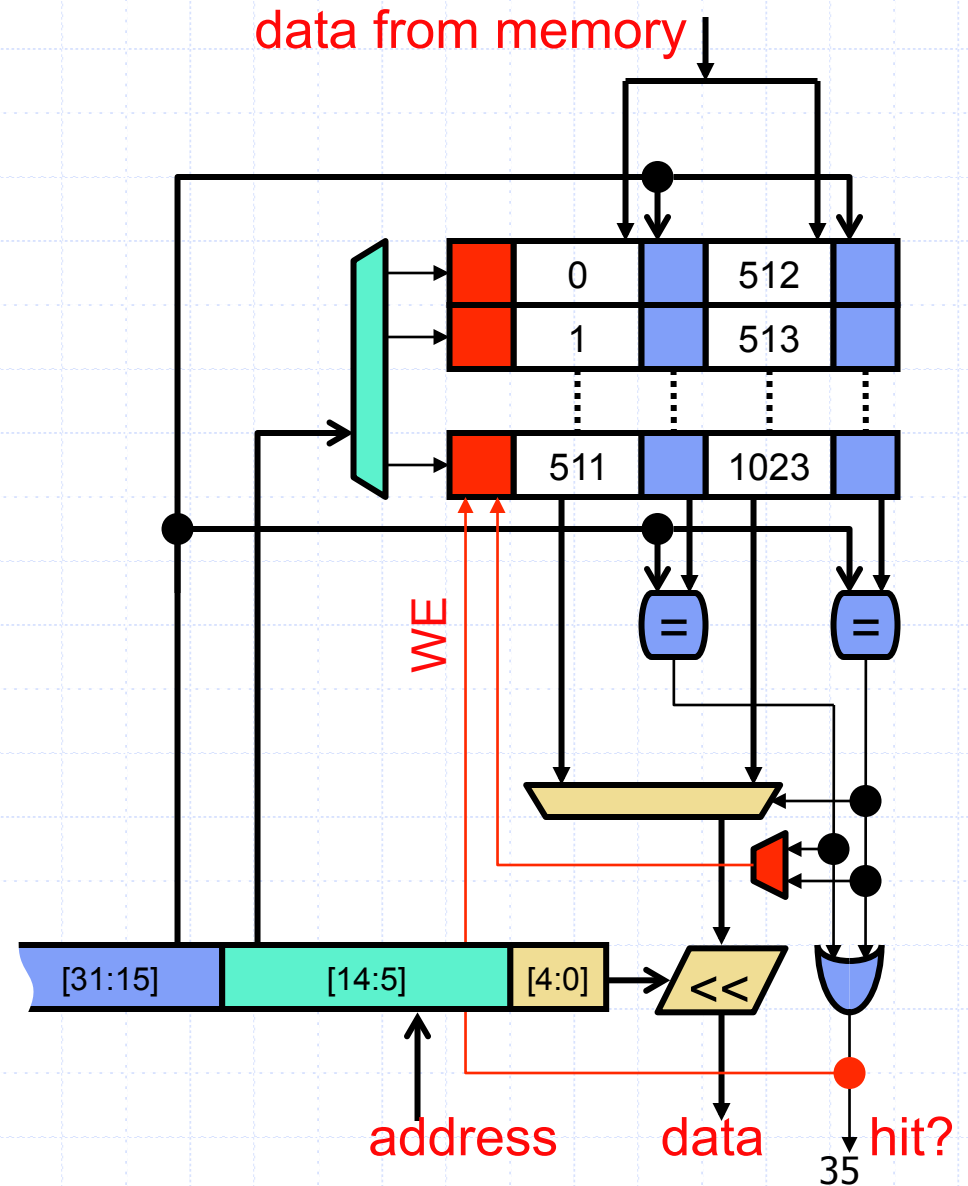 data from memory
0 512
1 513
511 1023
WE
= =
[31:15] [14:5] [4:0] <<
address data hit?
35